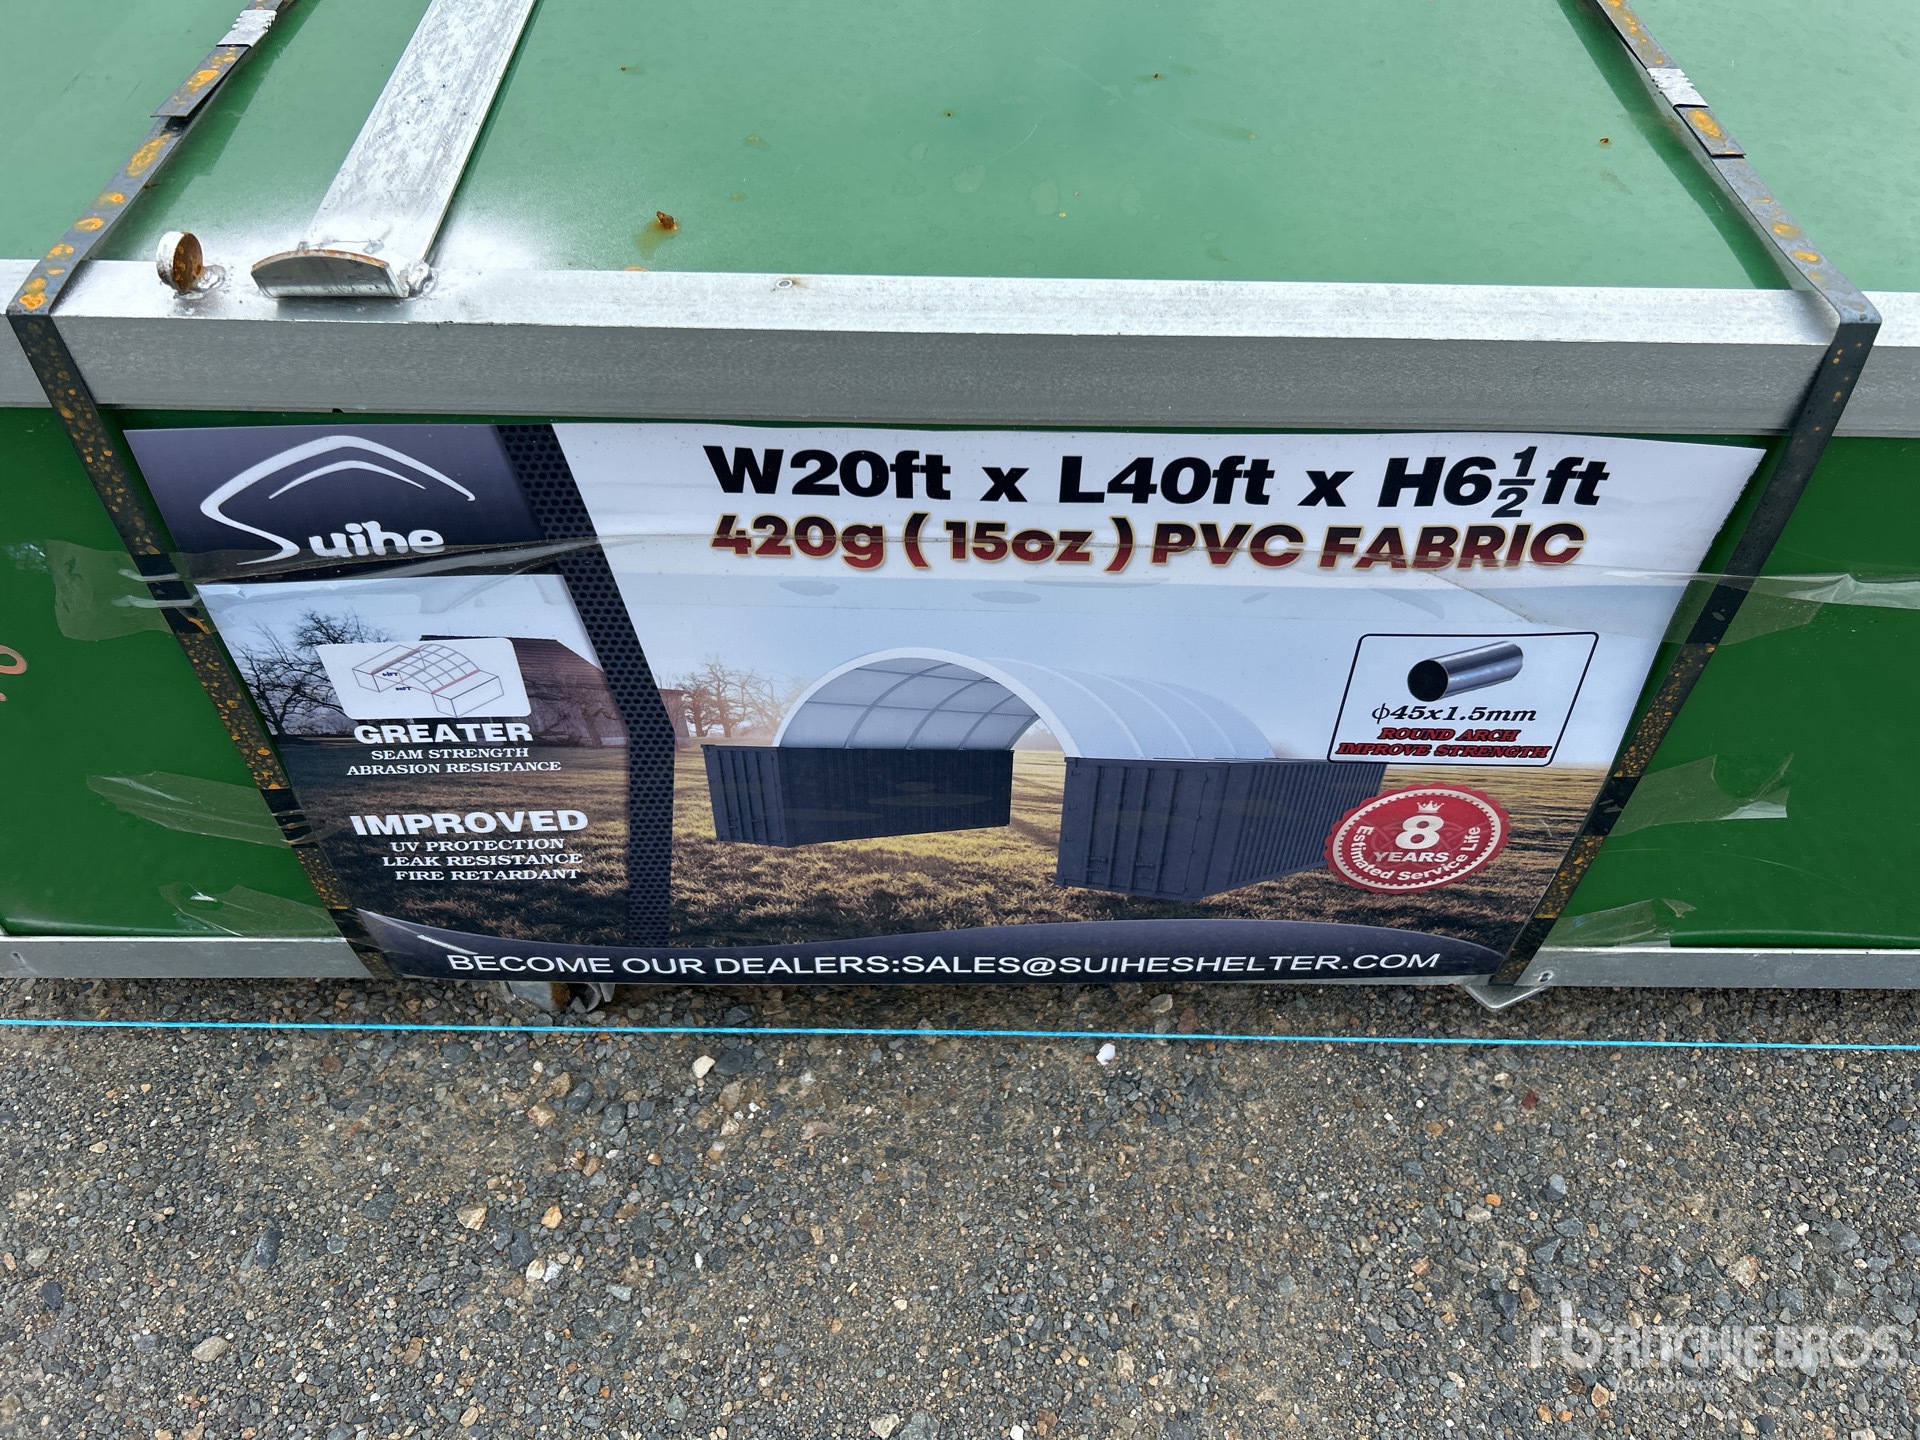 Suihe
W20ft x L40ft x H6½ft
420g ( 15oz ) PVC FABRIC
GREATER
SEAM STRENGTH
ABRASION RESISTANCE
IMPROVED
UV PROTECTION
LEAK RESISTANCE
FIRE RETARDANT
ϕ45x1.5mm
ROUND ARCH
IMPROVE STRENGTH
8
YEARS
Estimated Service Life
BECOME OUR DEALERS:SALES@SUIHESHELTER.COM
rb RITCHIE BROS.
Auctioneers